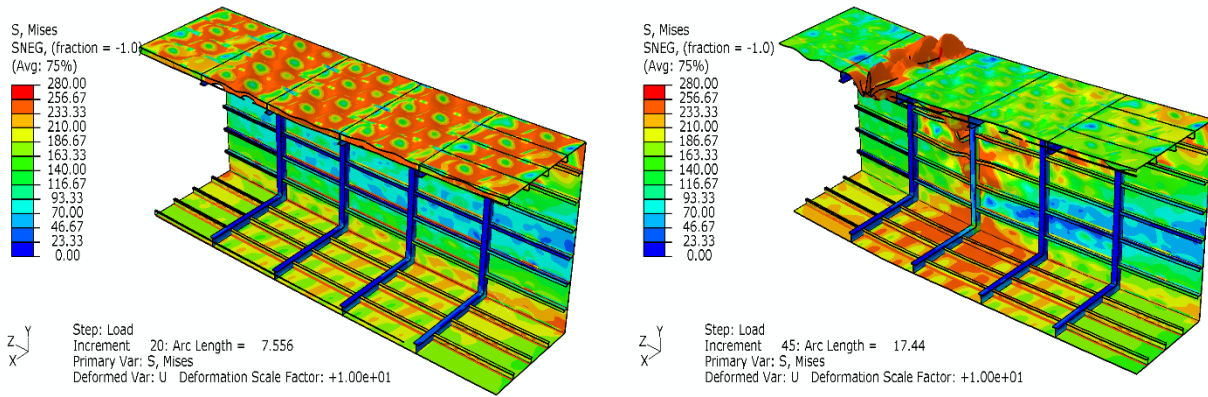 S, Mises
SNEG, (fraction = -1.0)
(Avg: 75%)
280.00
256.67
233.33
210.00
186.67
163.33
140.00
116.67
93.33
70.00
46.67
23.33
0.00
Y
Z
X
Step: Load
Increment 20: Arc Length = 7.556
Primary Var: S, Mises
Deformed Var: U Deformation Scale Factor: +1.00e+01
S, Mises
SNEG, (fraction = -1.0)
(Avg: 75%)
280.00
256.67
233.33
210.00
186.67
163.33
140.00
116.67
93.33
70.00
46.67
23.33
0.00
Y
Z
X
Step: Load
Increment 45: Arc Length = 17.44
Primary Var: S, Mises
Deformed Var: U Deformation Scale Factor: +1.00e+01